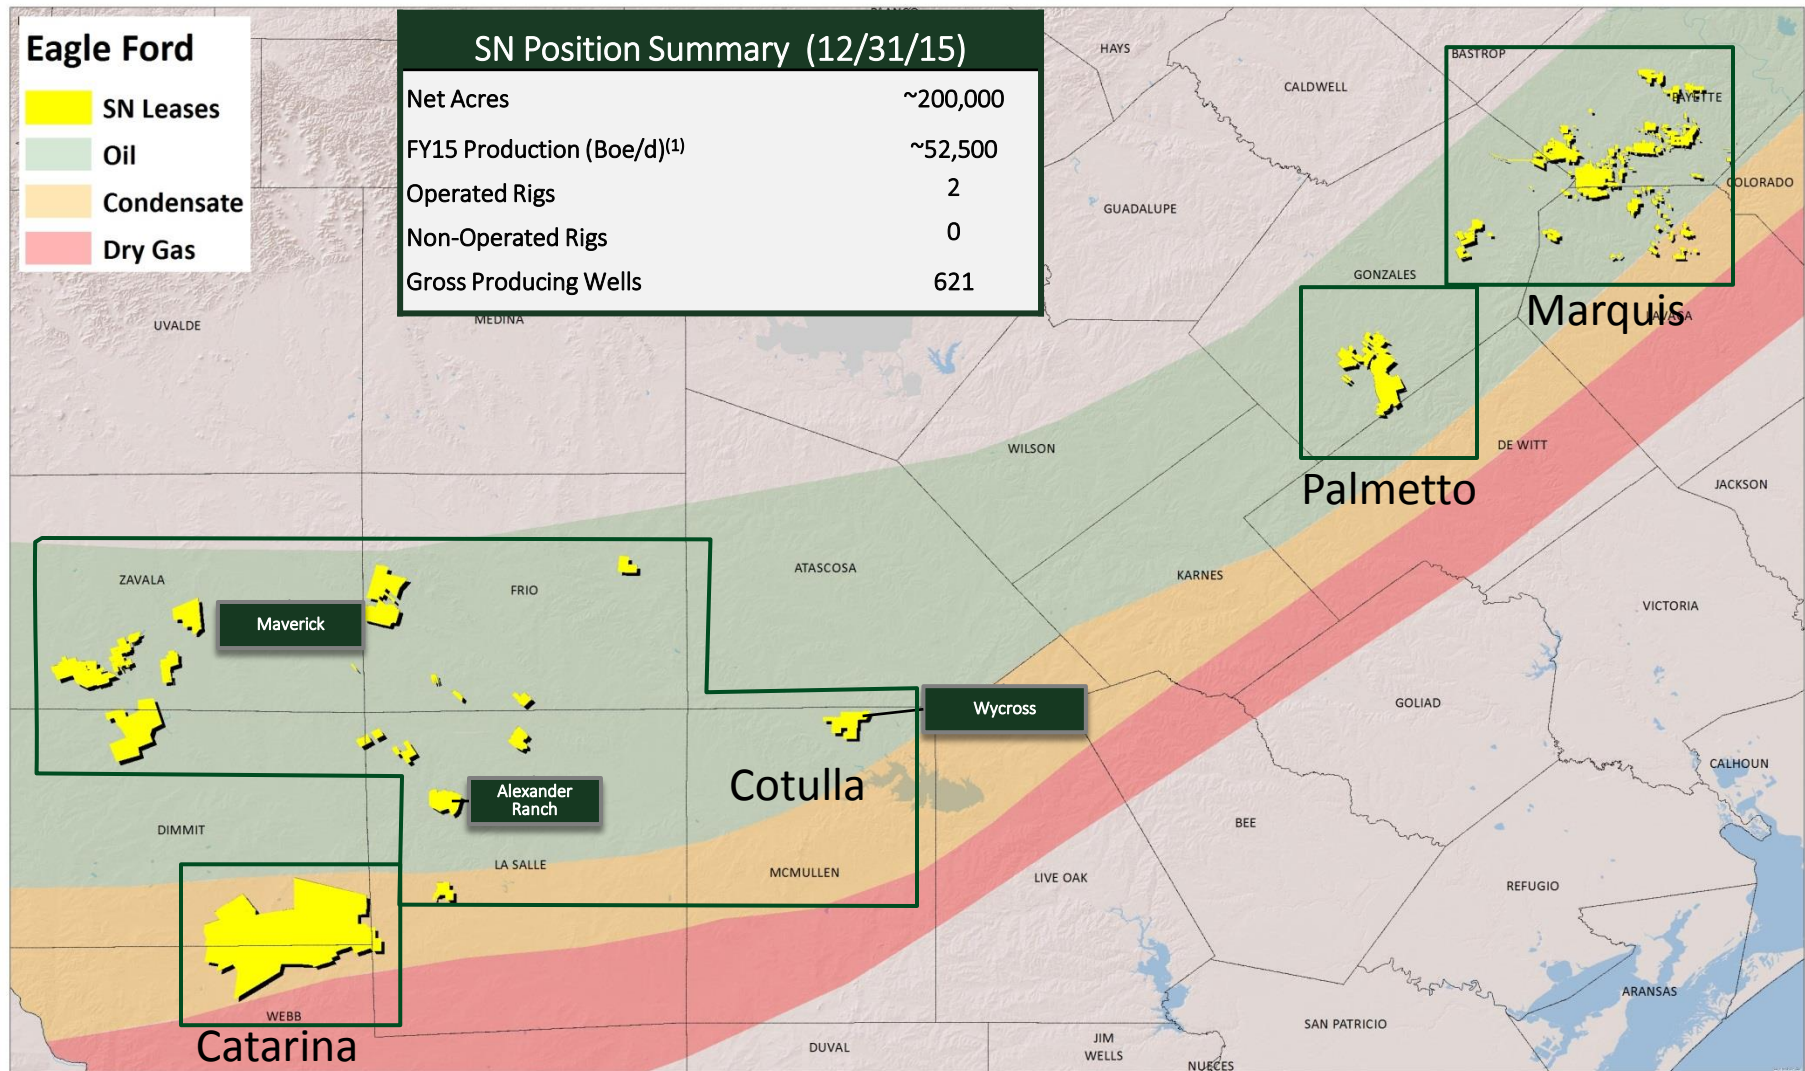 Eagle Ford
SN Leases
Oil
Condensate
Dry Gas
SN Position Summary (12/31/15)
Net Acres ~200,000
FY15 Production (Boe/d)(1) ~52,500
Operated Rigs 2
Non-Operated Rigs 0
Gross Producing Wells 621
HAYS
CALDWELL
BASTROP
FAYETTE
COLORADO
GUADALUPE
GONZALES
Marquis
LAVACA
UVALDE
MEDINA
WILSON
DE WITT
Palmetto
JACKSON
ZAVALA
FRIO
ATASCOSA
KARNES
VICTORIA
Maverick
Wycross
GOLIAD
Cotulla
CALHOUN
Alexander
Ranch
DIMMIT
BEE
LA SALLE
MCMULLEN
LIVE OAK
REFUGIO
WEBB
ARANSAS
SAN PATRICIO
Catarina
DUVAL
JIM
WELLS
NUECES